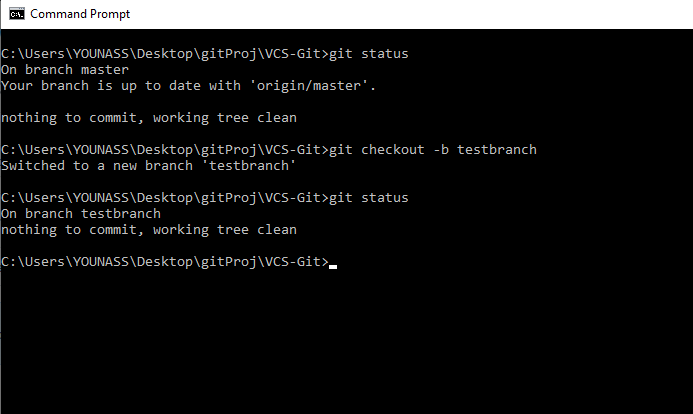 Command Prompt
C:\Users\YOUNASS\Desktop\gitProj\VCS-Git>git status
On branch master
Your branch is up to date with 'origin/master'.
nothing to commit, working tree clean
C:\Users\YOUNASS\Desktop\gitProj\VCS-Git>git checkout -b testbranch
Switched to a new branch 'testbranch'
C:\Users\YOUNASS\Desktop\gitProj\VCS-Git>git status
On branch testbranch
nothing to commit, working tree clean
C:\Users\YOUNASS\Desktop\gitProj\VCS-Git>